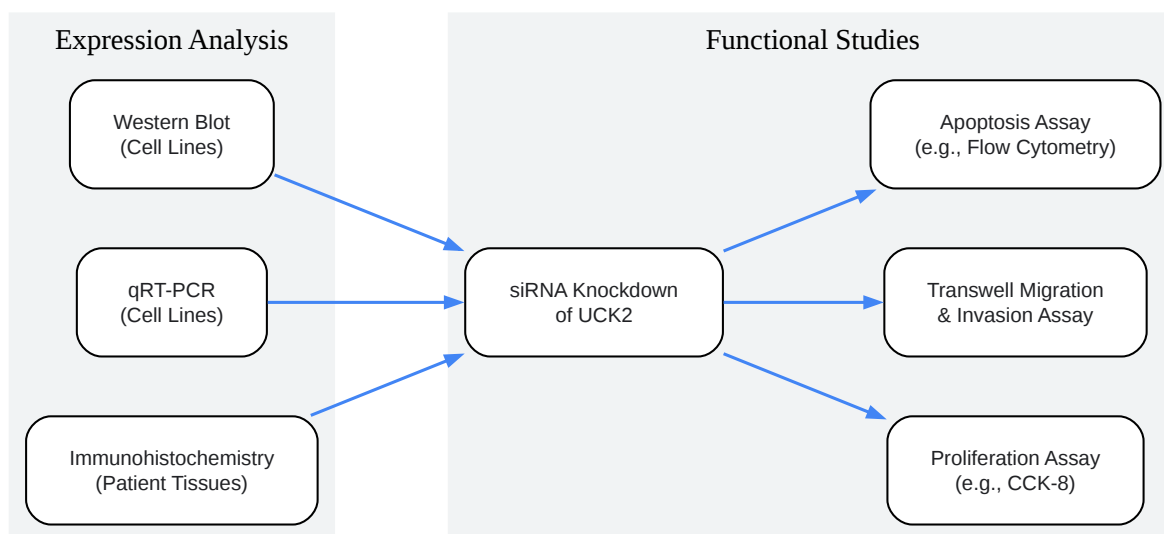 Expression Analysis
Western Blot
(Cell Lines)
qRT-PCR
(Cell Lines)
Immunohistochemistry
(Patient Tissues)
Functional Studies
siRNA Knockdown
of UCK2
Apoptosis Assay
(e.g., Flow Cytometry)
Transwell Migration
& Invasion Assay
Proliferation Assay
(e.g., CCK-8)